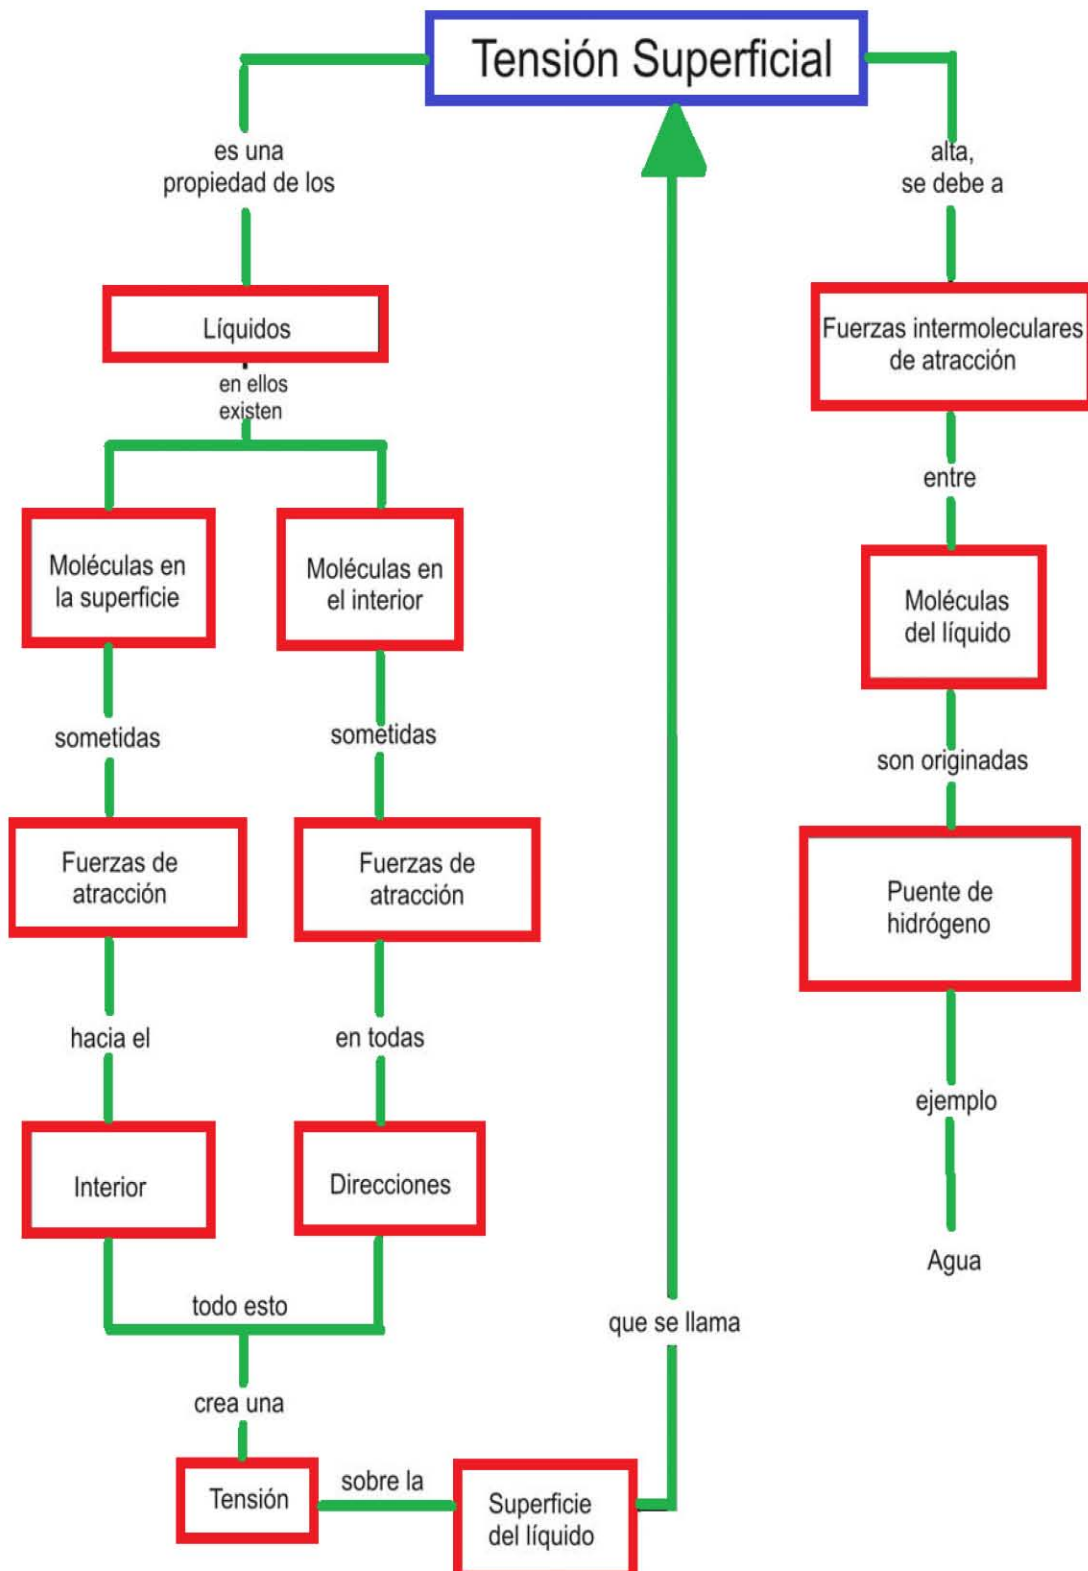 Tensión Superficial
es una
propiedad de los
Líquidos
en ellos
existen
Moléculas en
la superficie
sometidas
Fuerzas de
atracción
hacia el
Interior
Moléculas en
el interior
sometidas
Fuerzas de
atracción
en todas
Direcciones
todo esto
crea una
Tensión
sobre la
Superficie
del líquido
que se llama
alta,
se debe a
Fuerzas intermoleculares
de atracción
entre
Moléculas
del líquido
son originadas
Puente de
hidrógeno
ejemplo
Agua